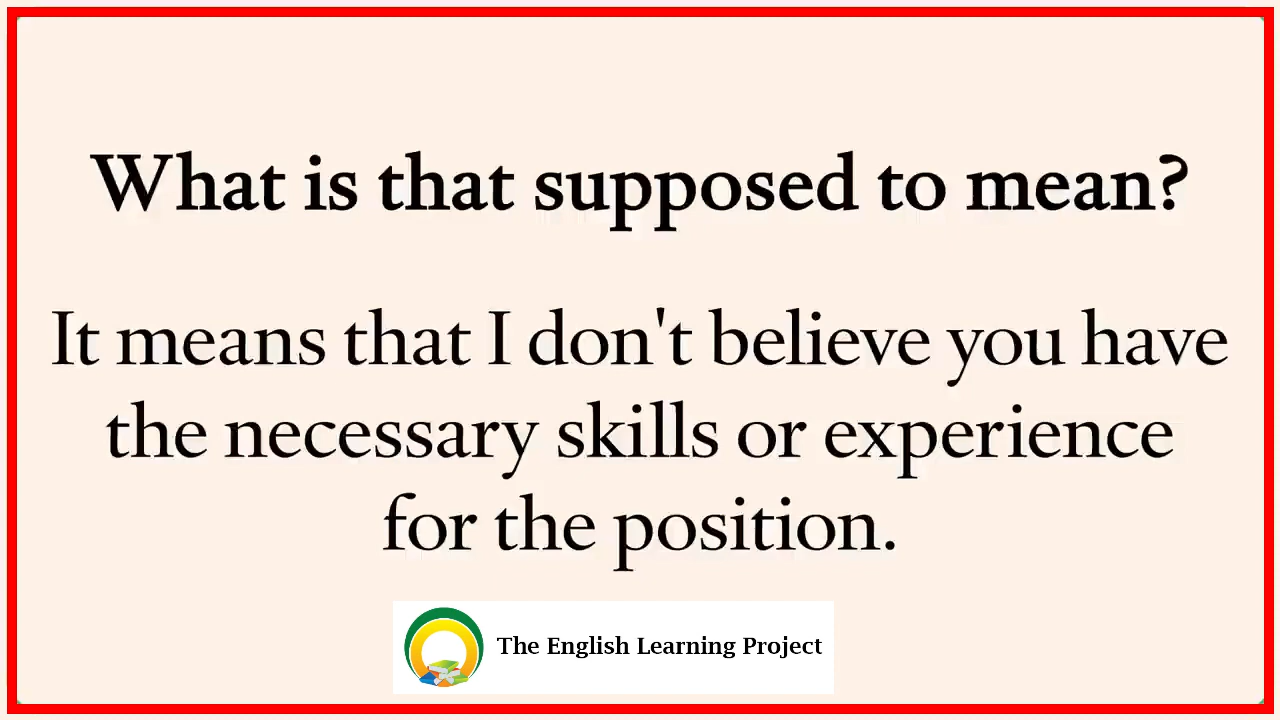 What is that supposed to mean?
It means that I don't believe you have
the necessary skills or experience
for the position.
The English Learning Project